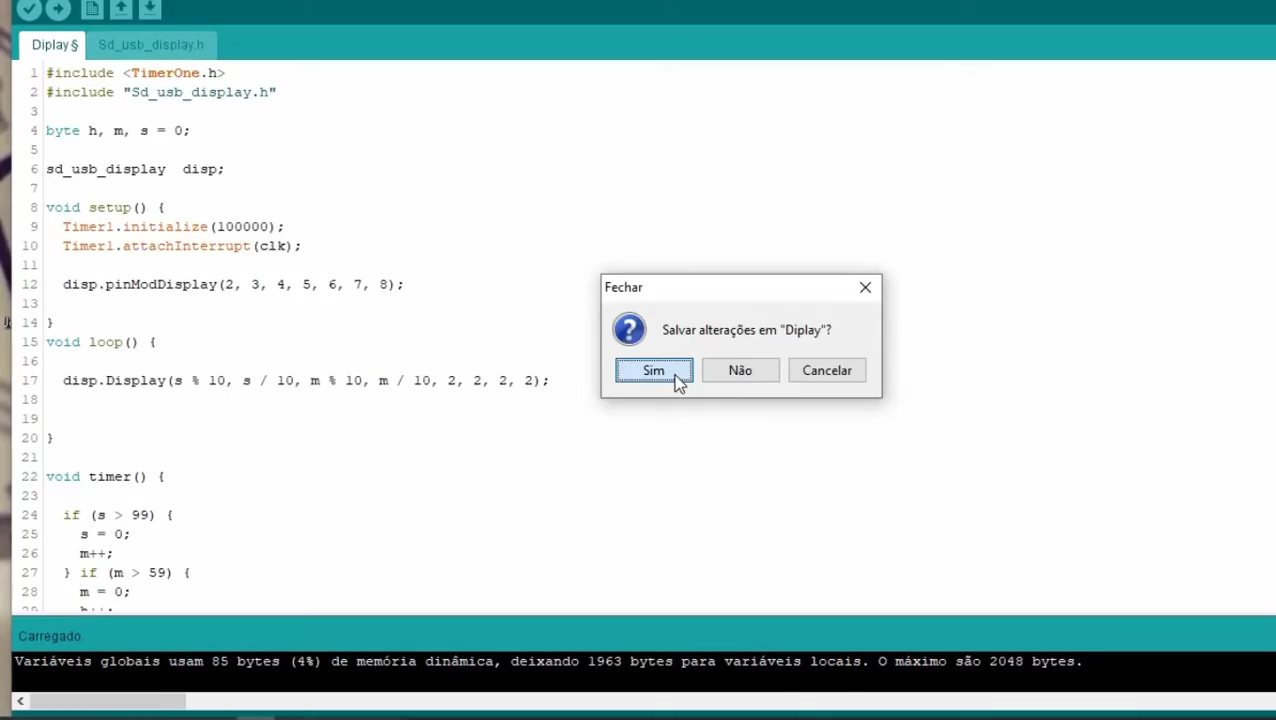 Diplay§ Sd_usb_display.h
1 #include <TimerOne.h>
2 #include "Sd_usb_display.h"
3
4 byte h, m, s = 0;
5
6 sd_usb_display  disp;
7
8 void setup() {
9   Timer1.initialize(100000);
10   Timer1.attachInterrupt(clk);
11
12   disp.pinModDisplay(2, 3, 4, 5, 6, 7, 8);
13
14 }
15 void loop() {
16
17   disp.Display(s % 10, s / 10, m % 10, m / 10, 2, 2, 2, 2);
18
19
20 }
21
22 void timer() {
23
24   if (s > 99) {
25     s = 0;
26     m++;
27   } if (m > 59) {
28     m = 0;
29     h++;
Fechar
Salvar alterações em "Diplay"?
Sim Não Cancelar
Carregado.
Variáveis globais usam 85 bytes (4%) de memória dinâmica, deixando 1963 bytes para variáveis locais. O máximo são 2048 bytes.